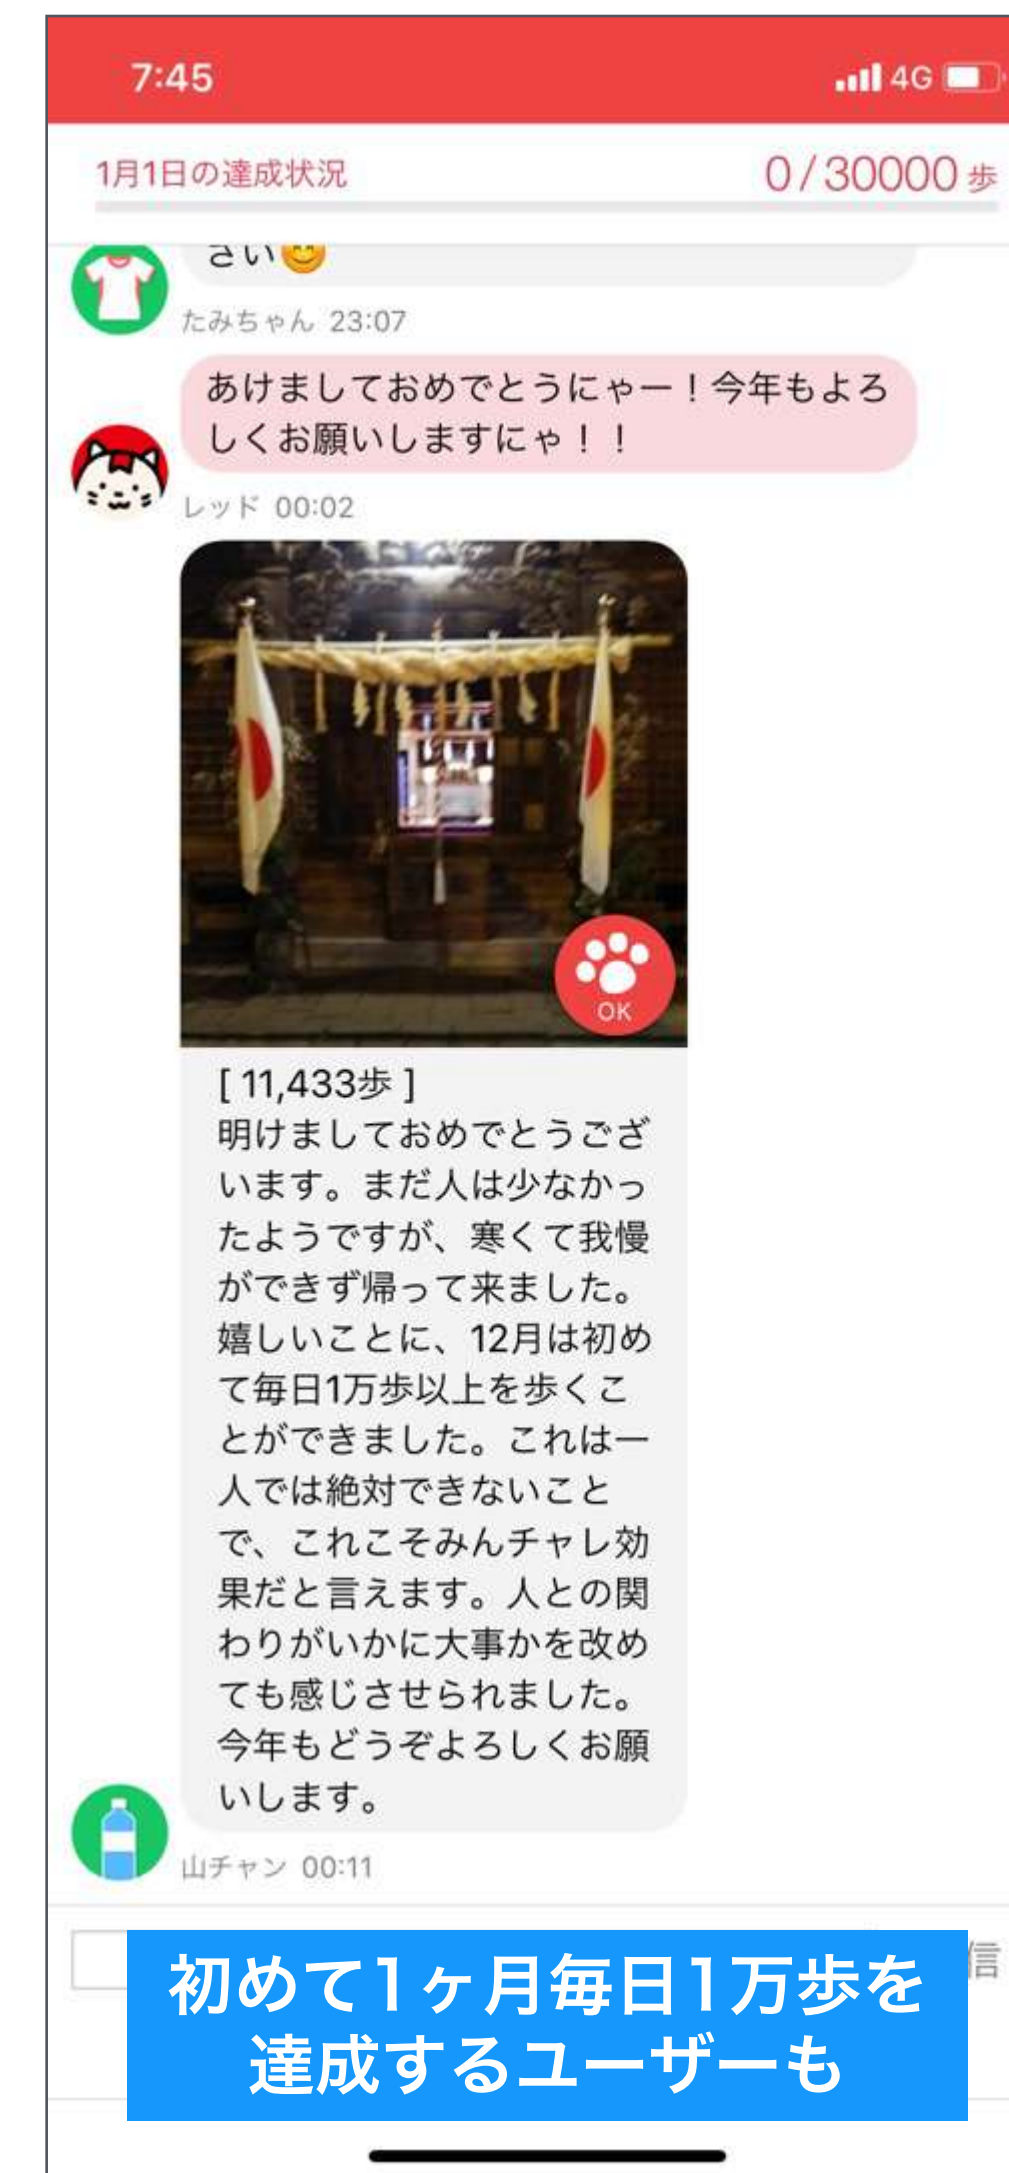 7:45
4G
1月1日の達成状況
0/30000 歩
さい😊
たみちゃん 23:07
あけましておめでとうにゃー！今年もよろ
しくお願いしますにゃ！！
レッド 00:02
OK
[ 11,433歩 ]
明けましておめでとうござ
います。まだ人は少なかっ
たようですが、寒くて我慢
ができず帰って来ました。
嬉しいことに、12月は初め
て毎日1万歩以上を歩くこ
とができました。これは一
人では絶対できないこと
で、これこそみんチャレ効
果だと言えます。人との関
わりがいかに大事かを改め
ても感じさせられました。
今年もどうぞよろしくお願
いします。
山チャン 00:11
信
初めて1ヶ月毎日1万歩を
達成するユーザーも